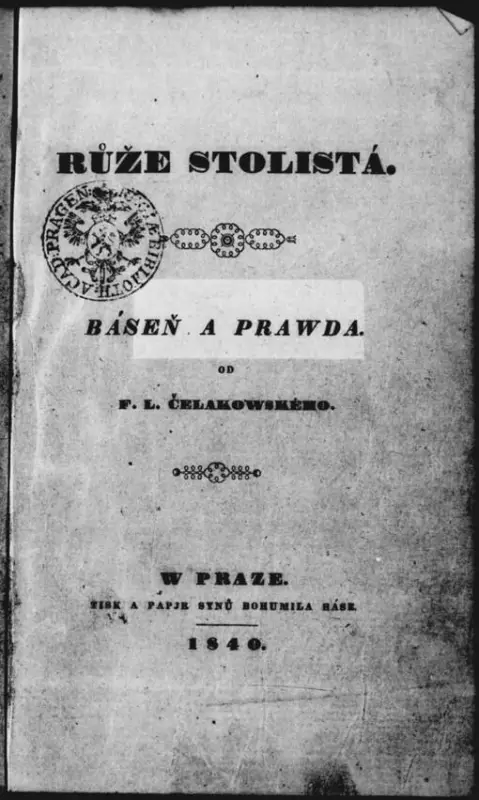 RŮŽE STOLISTÁ.
BÁSEŇ A PRAWDA.
OD
F. L. ČELAKOWSKÉHO.
W PRAZE.
TISK A PAPJR SYNŮ BOHUMILA HÁSE.
1840.